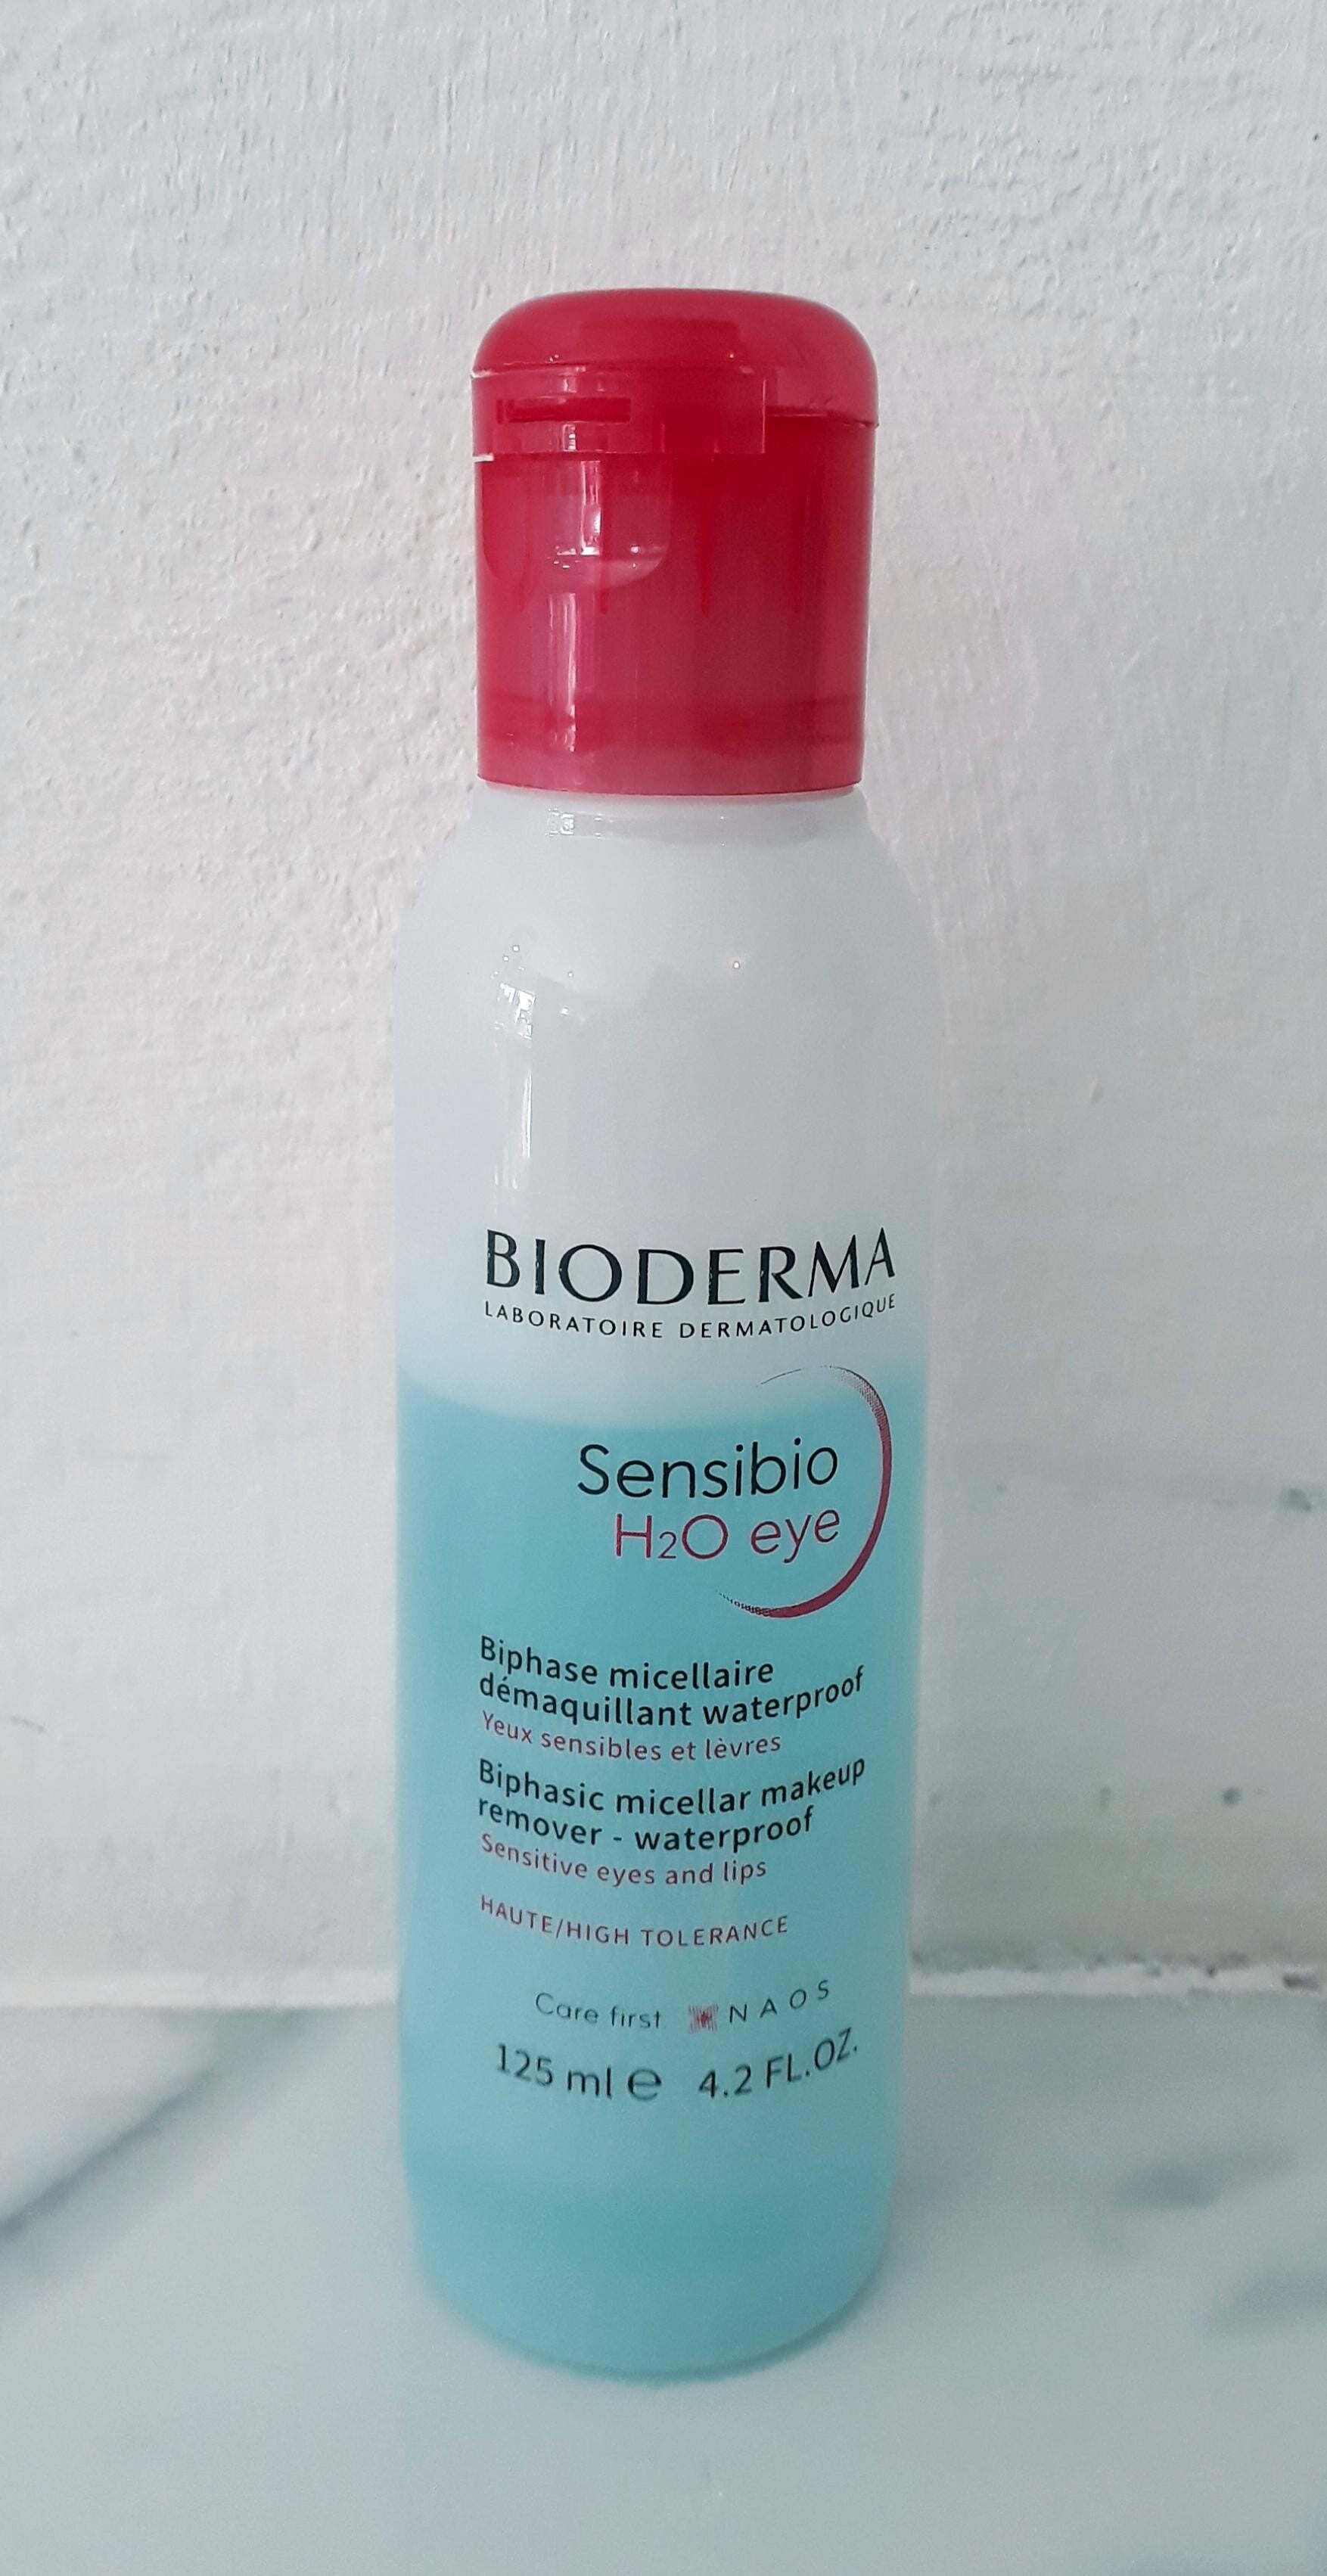 BIODERMA
LABORATOIRE DERMATOLOGIQUE
Sensibio
H2O eye
Biphase micellaire
démaquillant waterproof
Yeux sensibles et lèvres
Biphasic micellar makeup
remover - waterproof
Sensitive eyes and lips
HAUTE/HIGH TOLERANCE
Care first NAOS
125 ml e 4.2 FL.OZ.